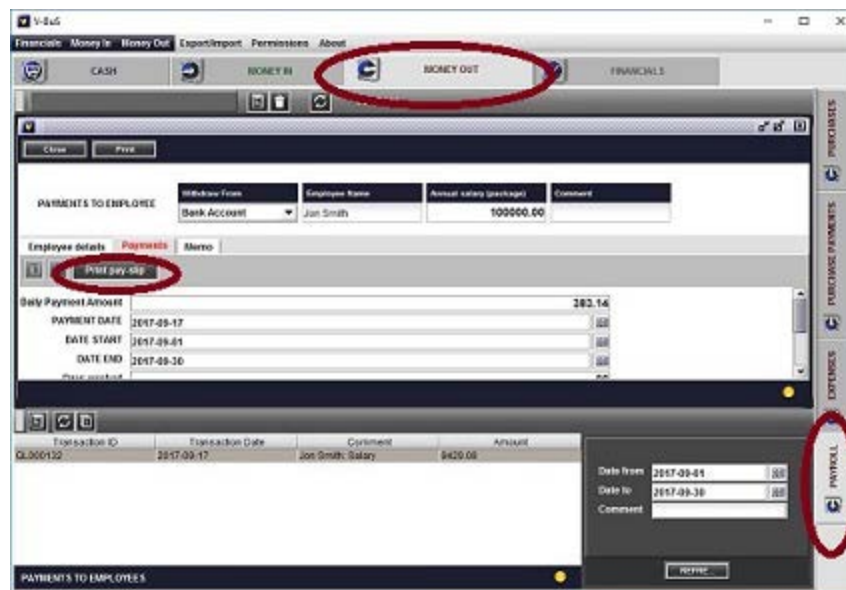 V-BuS
Financials Money In Money Out Export/Import Permissions About
CASH MONEY IN MONEY OUT FINANCIALS
Close Print
Withdraw From Employee Name Annual salary (package) Comment
PAYMENTS TO EMPLOYEE Bank Account Jon Smith 100000.00
Employee details Payments Memo
Print pay-slip
Daily Payment Amount 383.14
PAYMENT DATE 2017-09-17
DATE START 2017-09-01
DATE END 2017-09-30
Transaction ID Transaction Date Comment Amount
GL000132 2017-09-17 Jon Smith: Salary 8429.08
Date from 2017-09-01
Date to 2017-09-30
Comment
PAYMENTS TO EMPLOYEES
PURCHASES
PURCHASE PAYMENTS
EXPENSES
PAYROLL